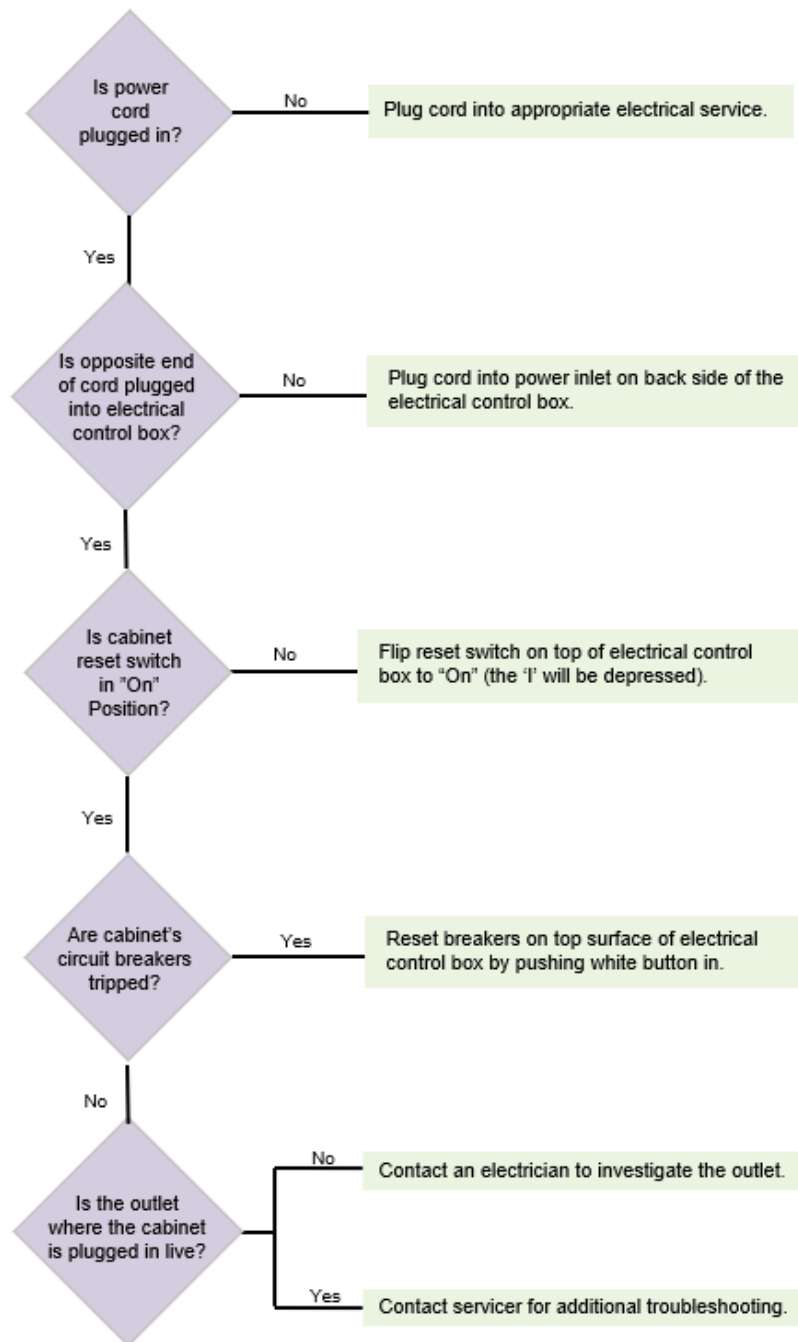 Is power
cord
plugged in?
No
Plug cord into appropriate electrical service.
Yes
Is opposite end
of cord plugged
into electrical
control box?
No
Plug cord into power inlet on back side of the
electrical control box.
Yes
Is cabinet
reset switch
in ”On”
Position?
No
Flip reset switch on top of electrical control
box to “On” (the ‘I’ will be depressed).
Yes
Are cabinet’s
circuit breakers
tripped?
Yes
Reset breakers on top surface of electrical
control box by pushing white button in.
No
Is the outlet
where the cabinet
is plugged in live?
No
Contact an electrician to investigate the outlet.
Yes
Contact servicer for additional troubleshooting.